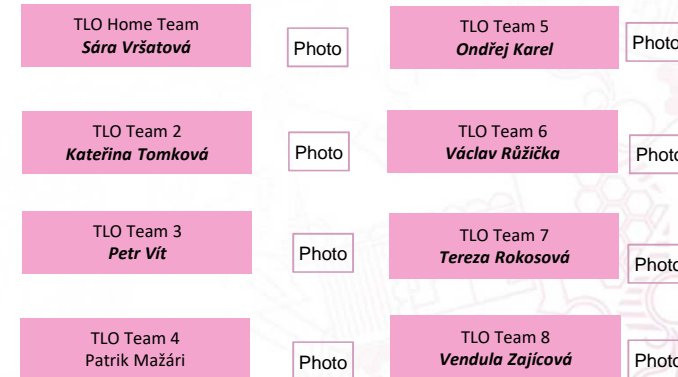 TLO Home Team
Sára Vršatová
Photo
TLO Team 5
Ondřej Karel
Photo
TLO Team 2
Kateřina Tomková
Photo
TLO Team 6
Václav Růžička
Photo
TLO Team 3
Petr Vít
Photo
TLO Team 7
Tereza Rokosová
Photo
TLO Team 4
Patrik Mažári
Photo
TLO Team 8
Vendula Zajícová
Photo